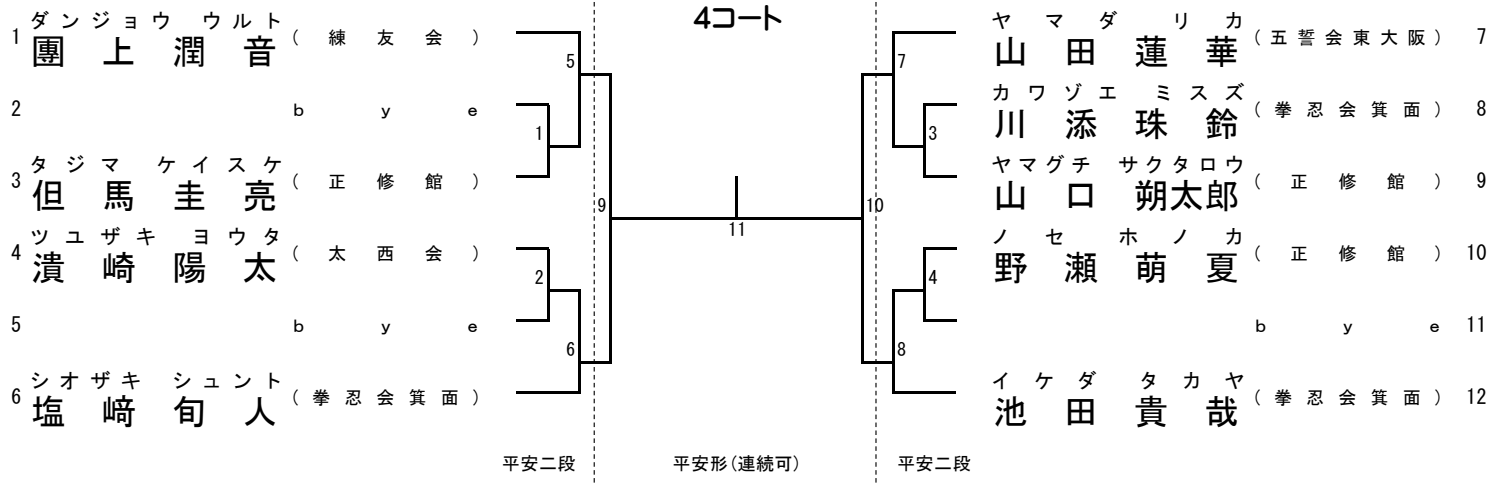 4コート
ダンジョウ ウルト
1 團上潤音 (練友会)
2 bye
タジマ ケイスケ
3 但馬圭亮 (正修館)
ツユザキ ヨウタ
4 潰崎陽太 (太西会)
5 bye
シオザキ シュント
6 塩﨑旬人 (拳忍会箕面)
5
1
9
2
6
11
7
3
10
4
8
ヤマダ リカ
山田蓮華 (五誓会東大阪) 7
カワゾエ ミスズ
川添珠鈴 (拳忍会箕面) 8
ヤマグチ サクタロウ
山口朔太郎 (正修館) 9
ノセ ホノカ
野瀬萌夏 (正修館) 10
bye 11
イケダ タカヤ
池田貴哉 (拳忍会箕面) 12
平安二段 平安形(連続可) 平安二段